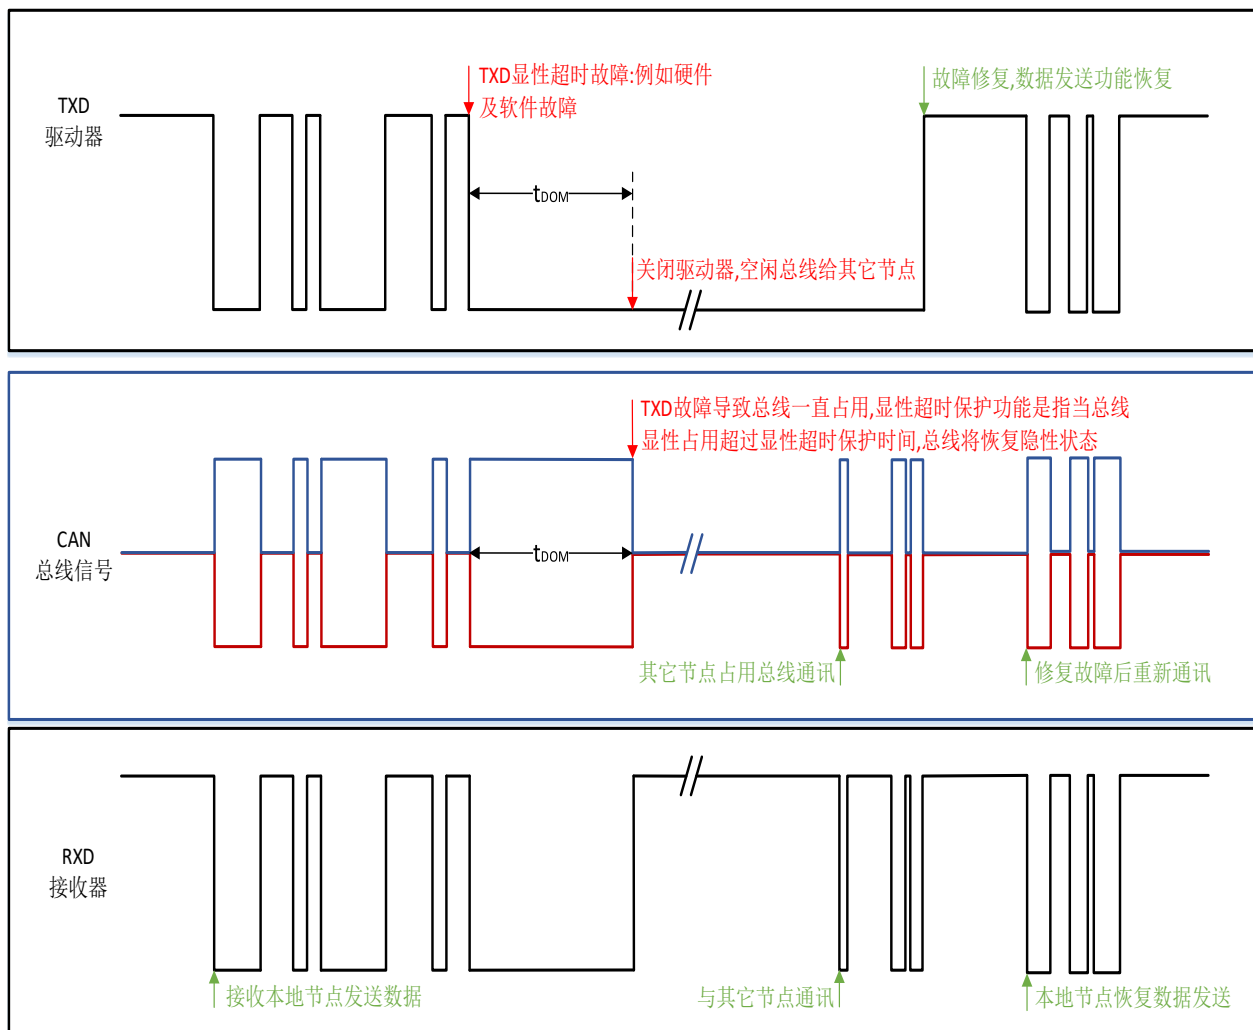 TXD显性超时故障:例如硬件
及软件故障
故障修复,数据发送功能恢复
TXD
驱动器
tDOM
关闭驱动器,空闲总线给其它节点
TXD故障导致总线一直占用,显性超时保护功能是指当总线
显性占用超过显性超时保护时间,总线将恢复隐性状态
CAN
总线信号
tDOM
其它节点占用总线通讯
修复故障后重新通讯
RXD
接收器
接收本地节点发送数据
与其它节点通讯
本地节点恢复数据发送